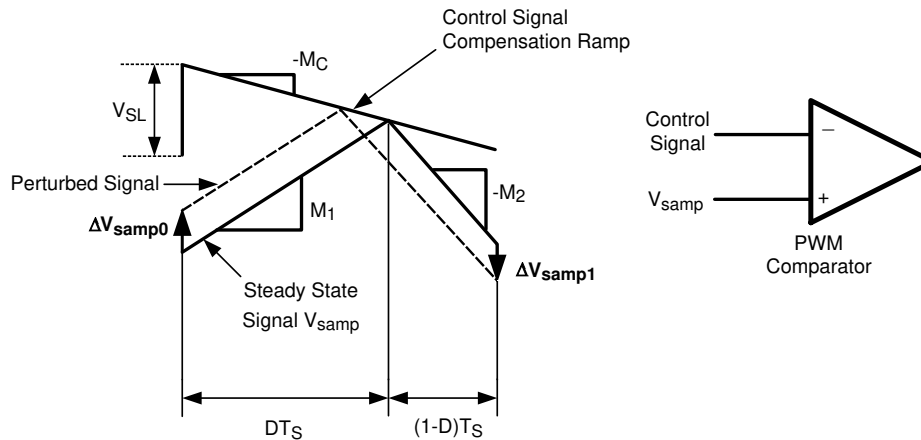 Control Signal
Compensation Ramp
-M_C
V_SL
Control
Signal
−
Perturbed Signal
M_1
-M_2
V_samp
+
ΔV_samp0
PWM
Comparator
ΔV_samp1
Steady State
Signal V_samp
DT_S
(1-D)T_S